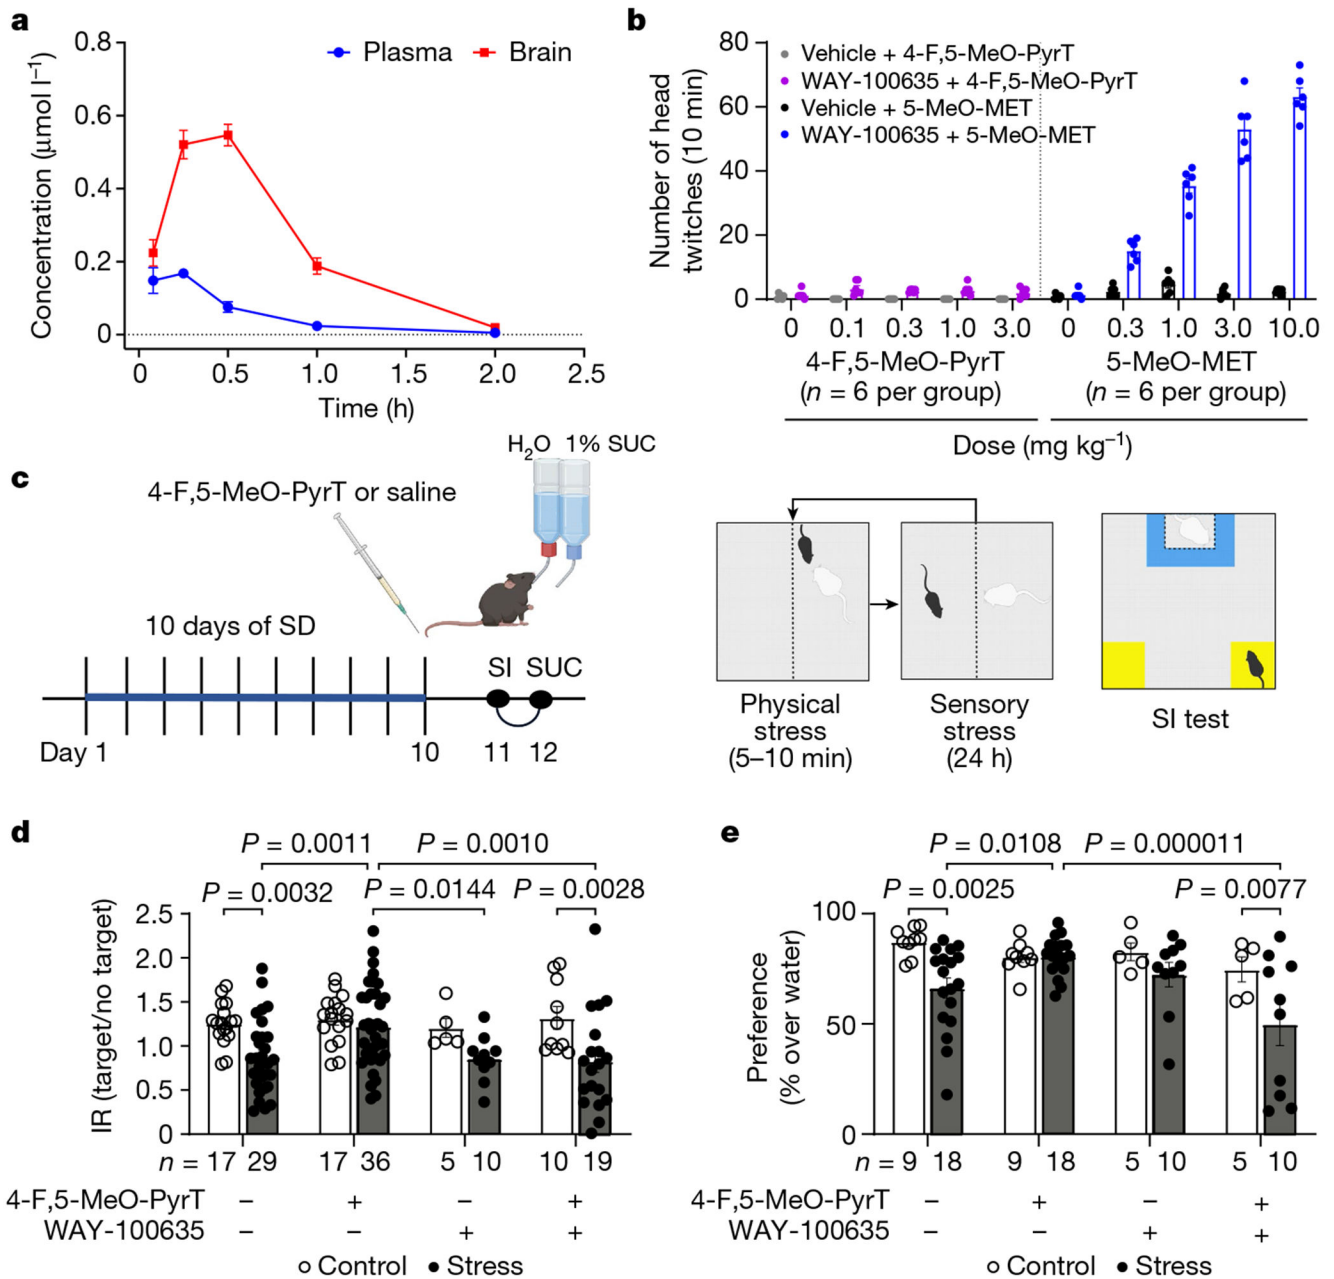 a
0.8
0.6
0.4
0.2
0
Concentration (μmol l⁻¹)
Plasma
Brain
0 0.5 1.0 1.5 2.0 2.5
Time (h)
b
80
60
40
20
0
Number of head
twitches (10 min)
Vehicle + 4-F,5-MeO-PyrT
WAY-100635 + 4-F,5-MeO-PyrT
Vehicle + 5-MeO-MET
WAY-100635 + 5-MeO-MET
0 0.1 0.3 1.0 3.0 0 0.3 1.0 3.0 10.0
4-F,5-MeO-PyrT 5-MeO-MET
(n = 6 per group) (n = 6 per group)
Dose (mg kg⁻¹)
c
H₂O 1% SUC
4-F,5-MeO-PyrT or saline
10 days of SD
SI SUC
Day 1 10 11 12
Physical
stress
(5–10 min)
Sensory
stress
(24 h)
SI test
d
P = 0.0011 P = 0.0010
P = 0.0032 P = 0.0144 P = 0.0028
2.5
2.0
1.5
1.0
0.5
0
IR (target/no target)
n = 17 29 17 36 5 10 10 19
4-F,5-MeO-PyrT − + − +
WAY-100635 − − + +
Control Stress
e
P = 0.0108 P = 0.000011
P = 0.0025 P = 0.0077
100
50
0
Preference
(% over water)
n = 9 18 9 18 5 10 5 10
4-F,5-MeO-PyrT − + − +
WAY-100635 − − + +
Control Stress